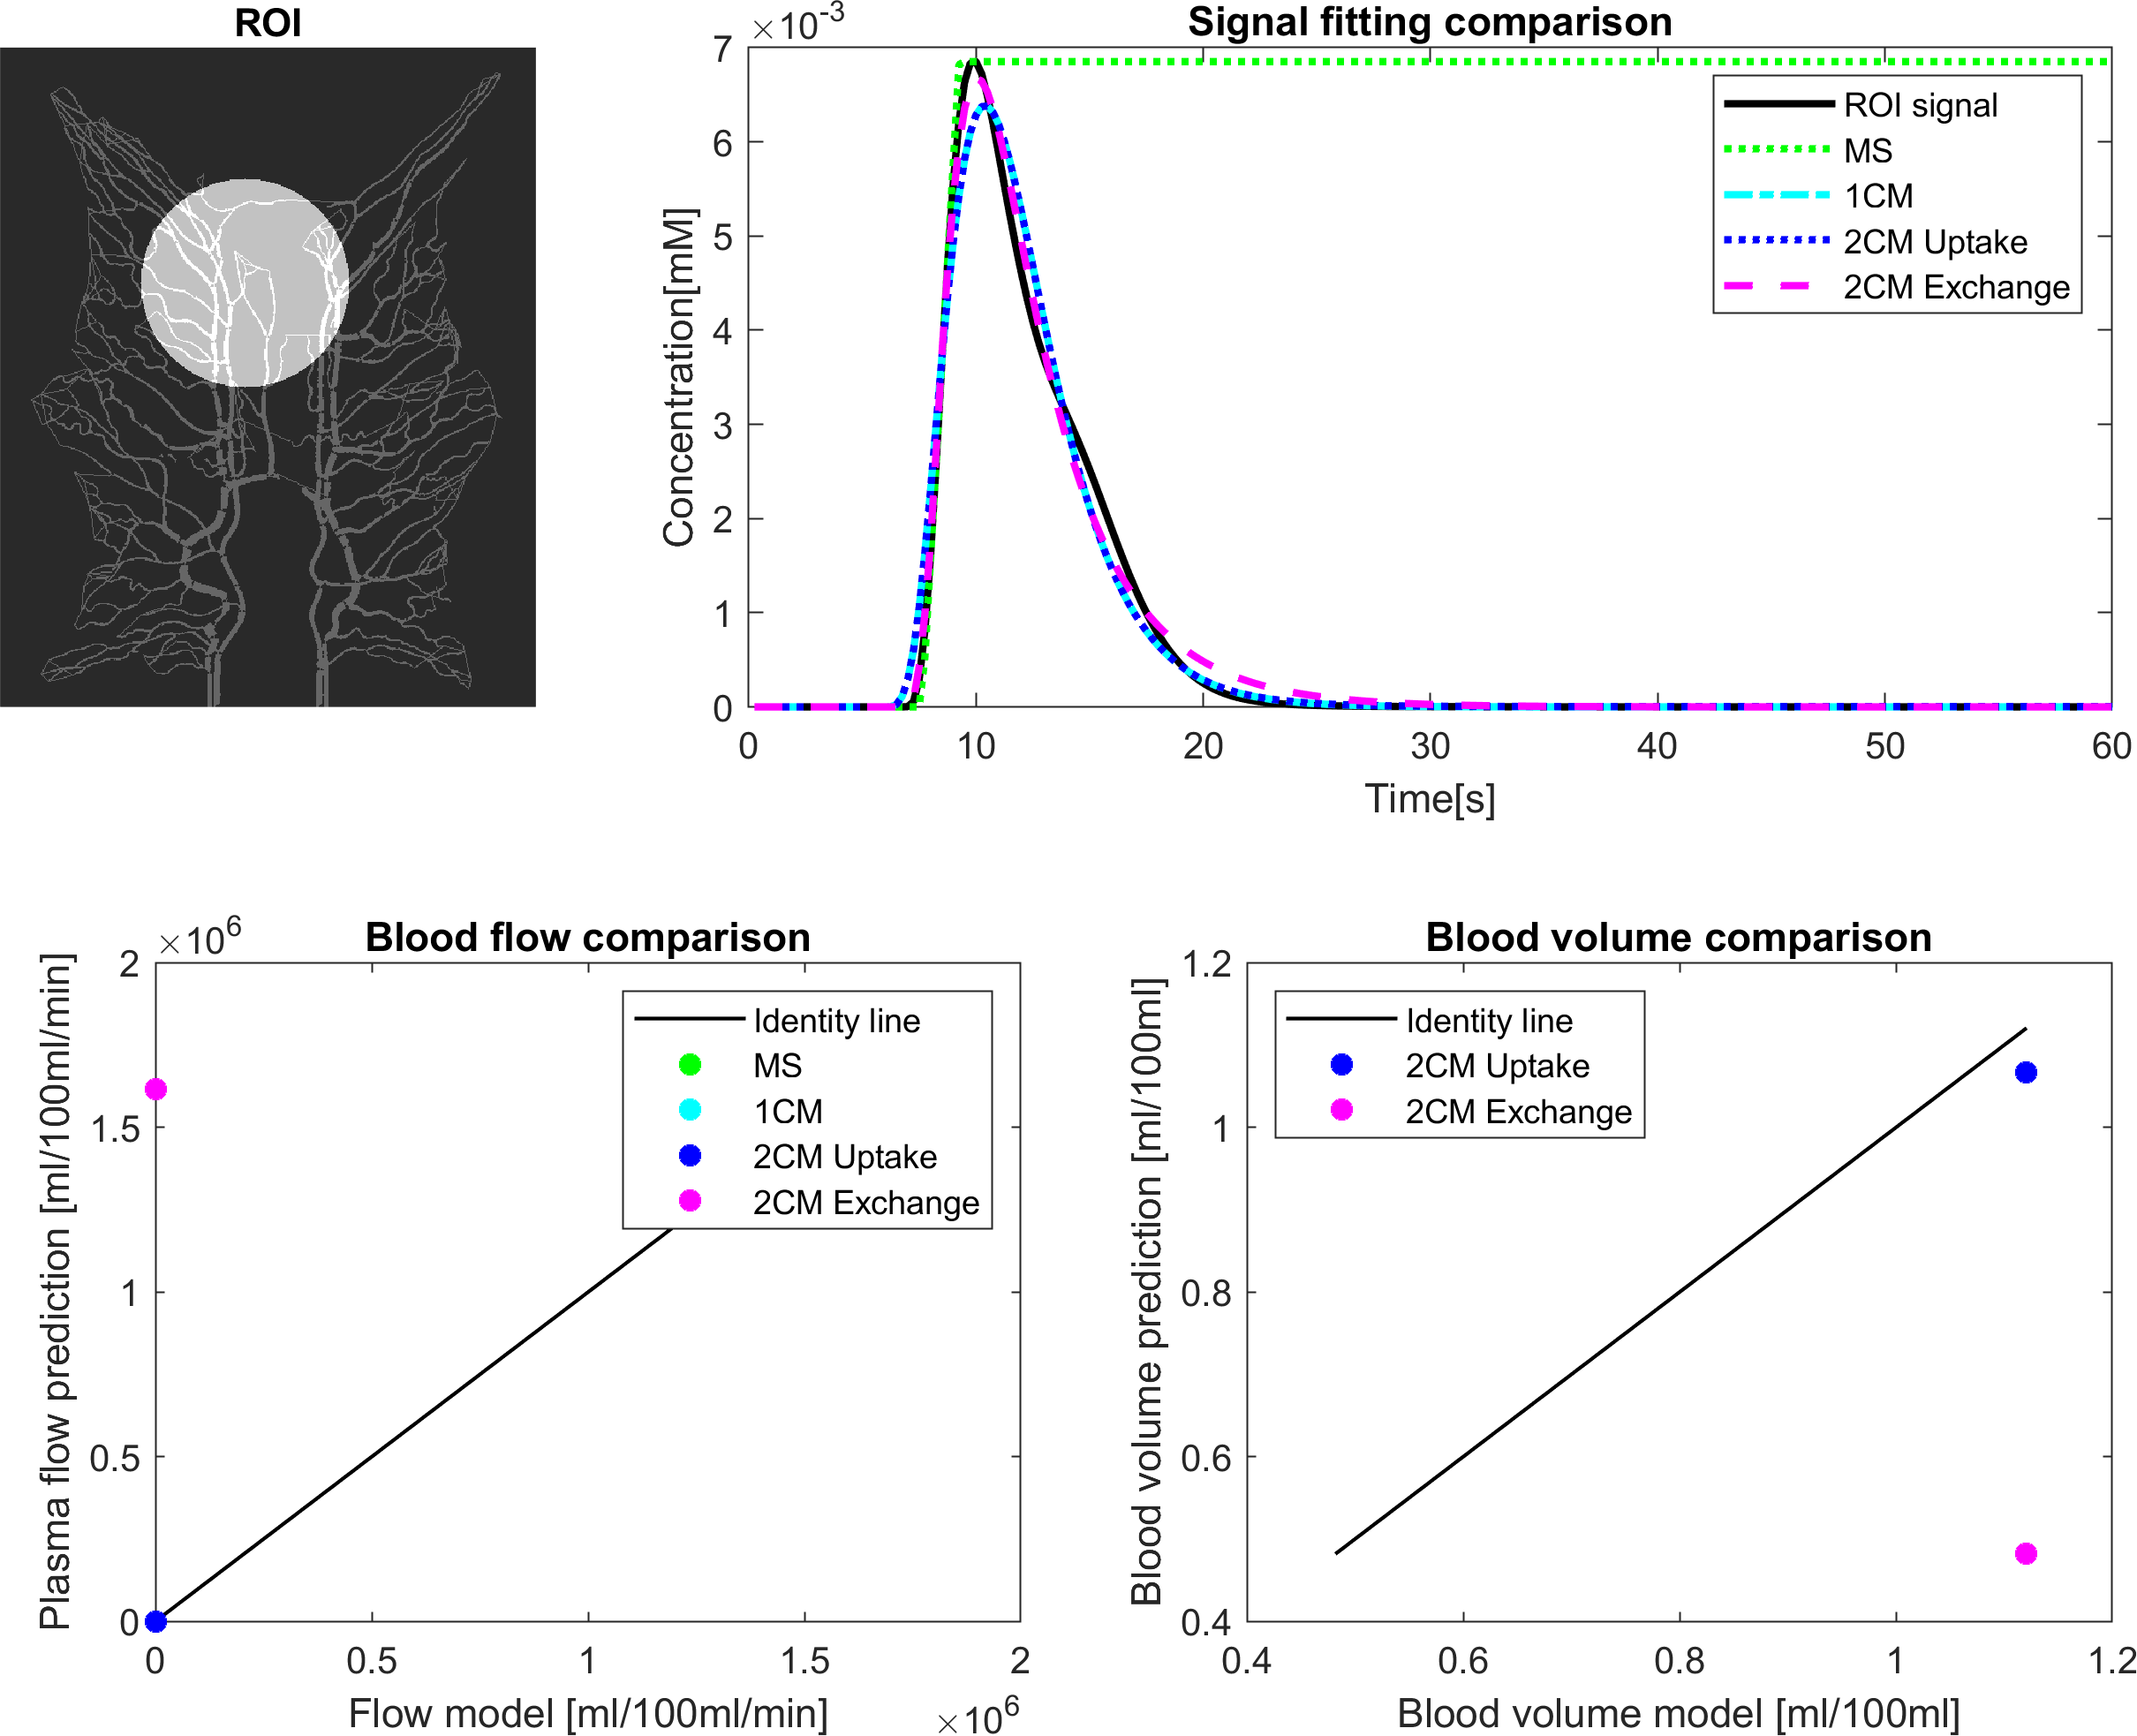 ROI
Signal fitting comparison
×10⁻³
7
6
5
4
3
2
1
0
Concentration[mM]
0 10 20 30 40 50 60
Time[s]
ROI signal
MS
1CM
2CM Uptake
2CM Exchange
Blood flow comparison
×10⁶
2
1.5
1
0.5
0
Plasma flow prediction [ml/100ml/min]
0 0.5 1 1.5 2
Flow model [ml/100ml/min]
×10⁶
Identity line
MS
1CM
2CM Uptake
2CM Exchange
Blood volume comparison
1.2
1
0.8
0.6
0.4
Blood volume prediction [ml/100ml]
0.4 0.6 0.8 1 1.2
Blood volume model [ml/100ml]
Identity line
2CM Uptake
2CM Exchange